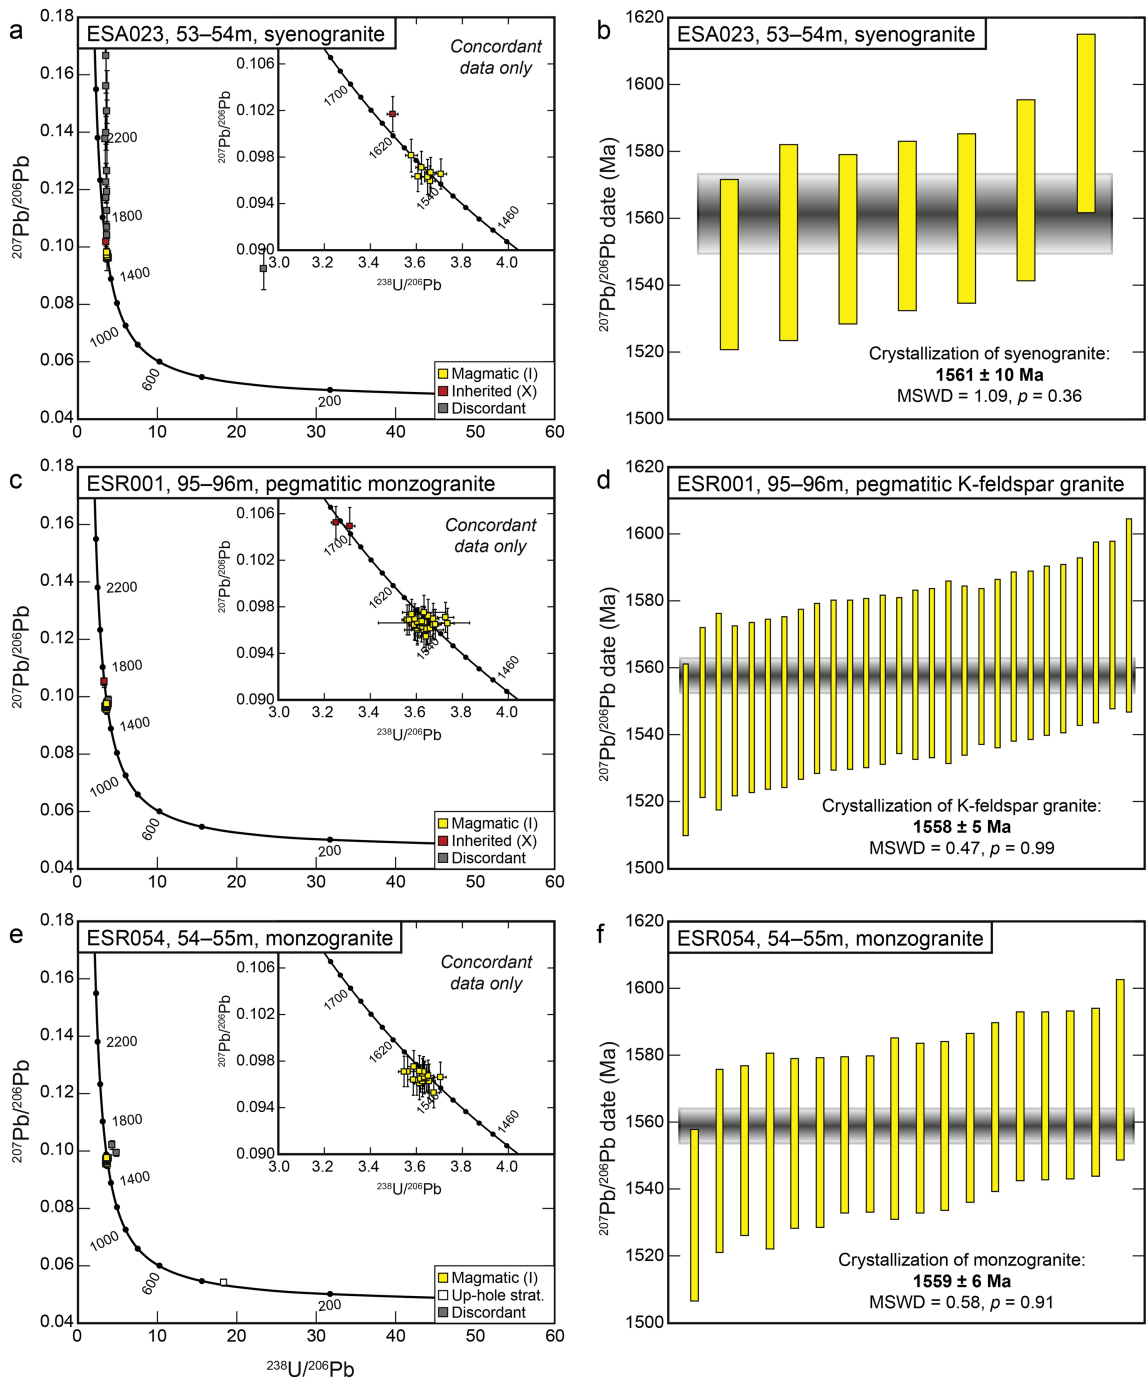 a
ESA023, 53–54m, syenogranite
Concordant
data only
0.18
0.16
0.14
0.12
0.10
0.08
0.06
0.04
207Pb/206Pb
2200
1800
1400
1000
600
200
0.106
0.102
0.098
0.094
0.090
207Pb/206Pb
1700
1620
1540
1460
3.0
3.2
3.4
3.6
3.8
4.0
238U/206Pb
Magmatic (I)
Inherited (X)
Discordant
0
10
20
30
40
50
60
b
ESA023, 53–54m, syenogranite
1620
1600
1580
1560
1540
1520
1500
207Pb/206Pb date (Ma)
Crystallization of syenogranite:
1561 ± 10 Ma
MSWD = 1.09, p = 0.36
c
ESR001, 95–96m, pegmatitic monzogranite
Concordant
data only
0.18
0.16
0.14
0.12
0.10
0.08
0.06
0.04
207Pb/206Pb
2200
1800
1400
1000
600
200
0.106
0.102
0.098
0.094
0.090
207Pb/206Pb
1700
1620
1540
1460
3.0
3.2
3.4
3.6
3.8
4.0
238U/206Pb
Magmatic (I)
Inherited (X)
Discordant
0
10
20
30
40
50
60
d
ESR001, 95–96m, pegmatitic K-feldspar granite
1620
1600
1580
1560
1540
1520
1500
207Pb/206Pb date (Ma)
Crystallization of K-feldspar granite:
1558 ± 5 Ma
MSWD = 0.47, p = 0.99
e
ESR054, 54–55m, monzogranite
Concordant
data only
0.18
0.16
0.14
0.12
0.10
0.08
0.06
0.04
207Pb/206Pb
2200
1800
1400
1000
600
200
0.106
0.102
0.098
0.094
0.090
207Pb/206Pb
1700
1620
1540
1460
3.0
3.2
3.4
3.6
3.8
4.0
238U/206Pb
Magmatic (I)
Up-hole strat.
Discordant
0
10
20
30
40
50
60
238U/206Pb
f
ESR054, 54–55m, monzogranite
1620
1600
1580
1560
1540
1520
1500
207Pb/206Pb date (Ma)
Crystallization of monzogranite:
1559 ± 6 Ma
MSWD = 0.58, p = 0.91